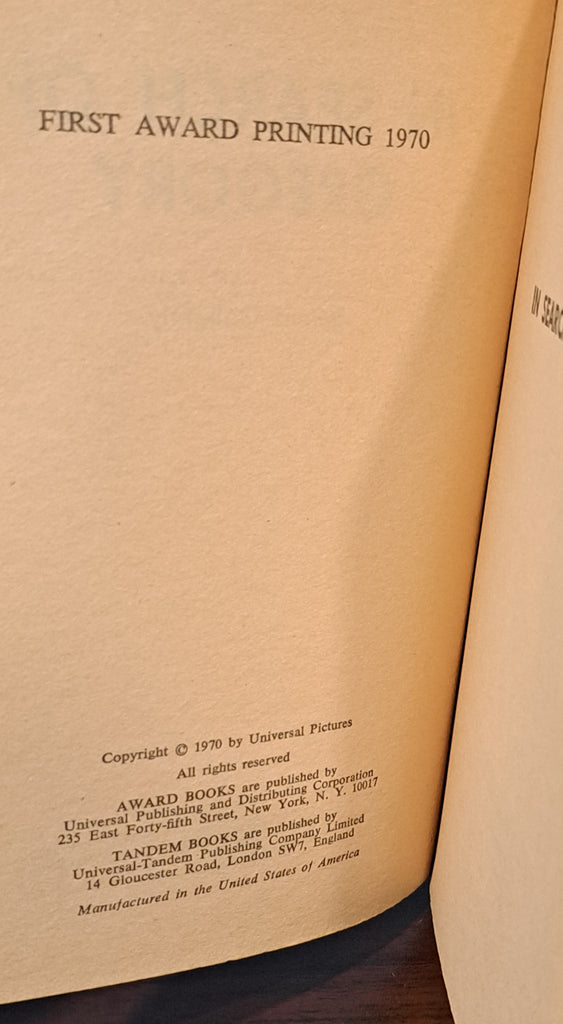 FIRST AWARD PRINTING 1970
Copyright © 1970 by Universal Pictures
All rights reserved
AWARD BOOKS are published by
Universal Publishing and Distributing Corporation
235 East Forty-fifth Street, New York, N. Y. 10017
TANDEM BOOKS are published by
Universal-Tandem Publishing Company Limited
14 Gloucester Road, London SW7, England
Manufactured in the United States of America
IN